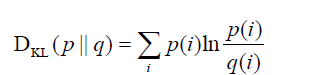 D_KL (p || q) = ∑_i p(i)ln p(i)/q(i)